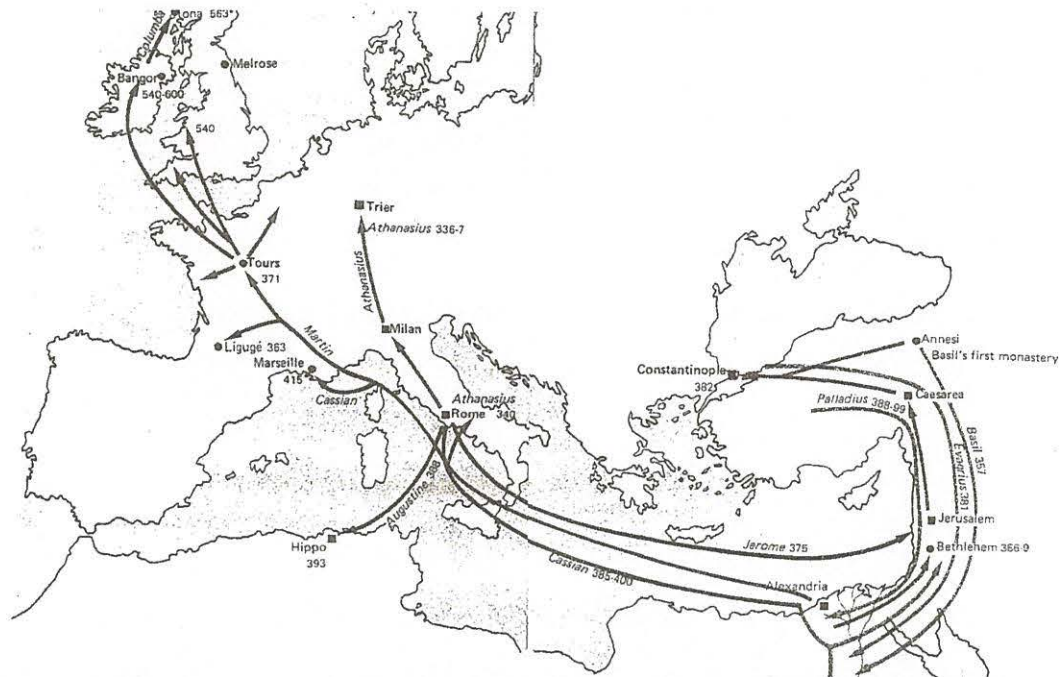 Iona 563
Columba
Bangor
540-600
Melrose
540
Trier
Athanasius 336-7
Athanasius
Tours
371
Martin
Milan
Ligugé 363
Marseille
415
Cassian
Athanasius
Rome 340
Augustine 388
Hippo
393
Annesi
Basil's first monastery
Constantinople
382
Caesarea
Palladius 388-99
Basil 357
Evagrius 381
Jerusalem
Bethlehem 366-9
Jerome 375
Cassian 385-400
Alexandria